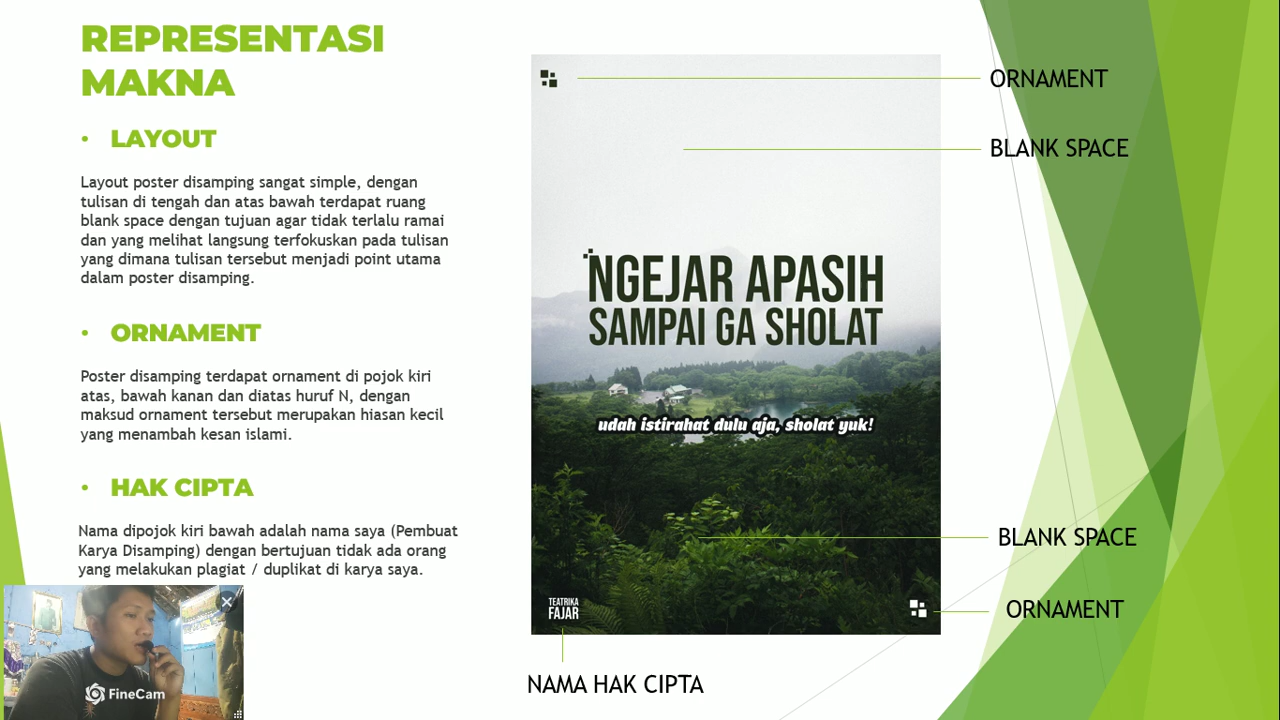 REPRESENTASI
MAKNA
• LAYOUT
Layout poster disamping sangat simple, dengan
tulisan di tengah dan atas bawah terdapat ruang
blank space dengan tujuan agar tidak terlalu ramai
dan yang melihat langsung terfokuskan pada tulisan
yang dimana tulisan tersebut menjadi point utama
dalam poster disamping.
• ORNAMENT
Poster disamping terdapat ornament di pojok kiri
atas, bawah kanan dan diatas huruf N, dengan
maksud ornament tersebut merupakan hiasan kecil
yang menambah kesan islami.
• HAK CIPTA
Nama dipojok kiri bawah adalah nama saya (Pembuat
Karya Disamping) dengan bertujuan tidak ada orang
yang melakukan plagiat / duplikat di karya saya.
FineCam
NGEJAR APASIH
SAMPAI GA SHOLAT
udah istirahat dulu aja, sholat yuk!
TEATRIKA
FAJAR
ORNAMENT
BLANK SPACE
BLANK SPACE
ORNAMENT
NAMA HAK CIPTA